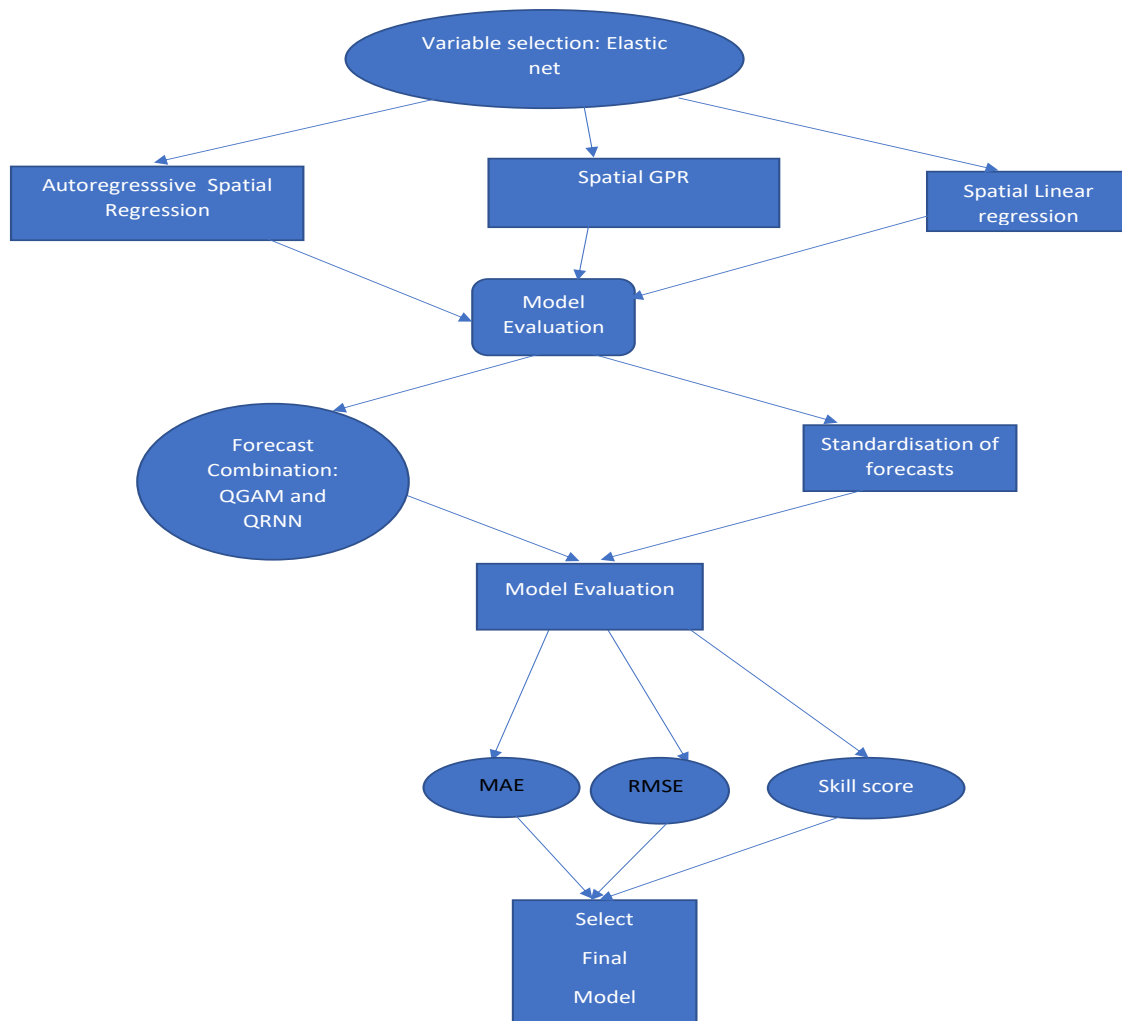 Variable selection: Elastic
net
Autoregresssive  Spatial
Regression
Spatial GPR
Spatial Linear
regression
Model
Evaluation
Forecast
Combination:
QGAM and
QRNN
Standardisation of
forecasts
Model Evaluation
MAE
RMSE
Skill score
Select
Final
Model